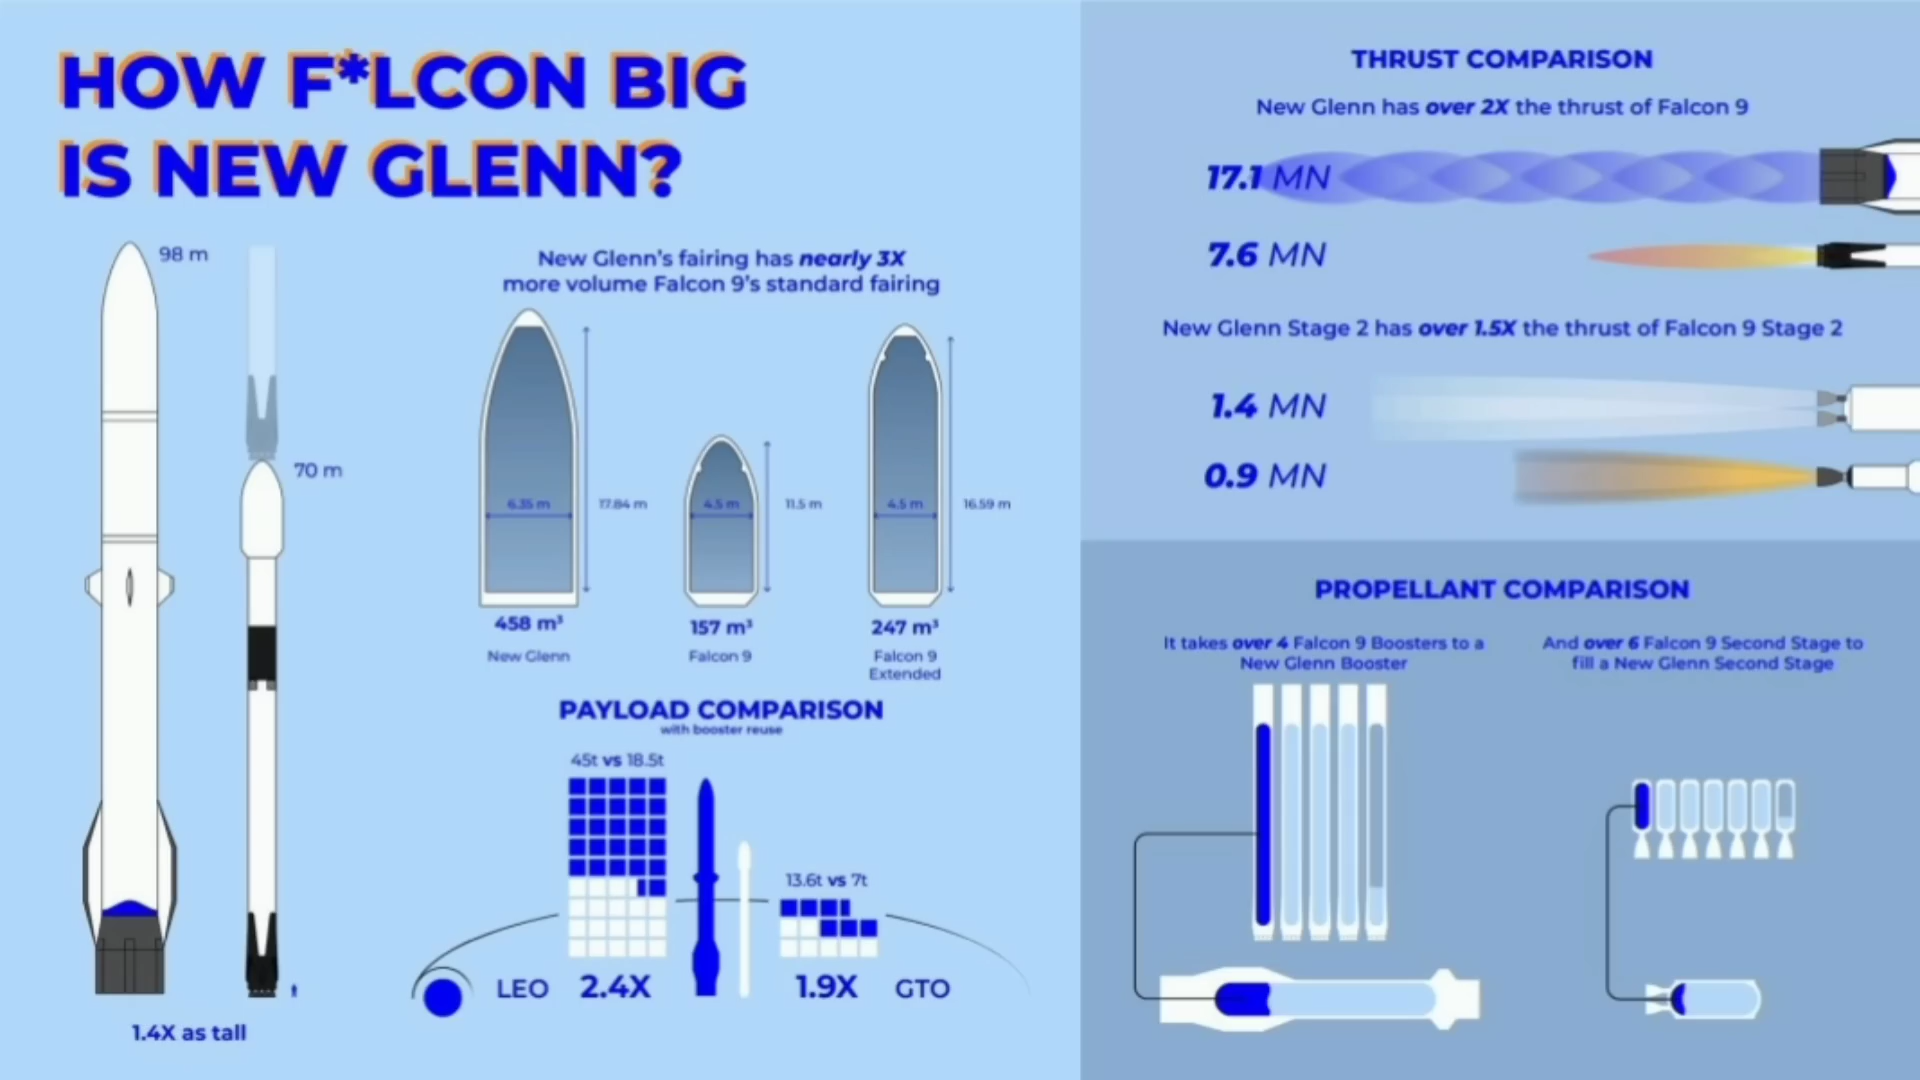 HOW F*LCON BIG
IS NEW GLENN?
98 m
70 m
1.4X as tall
New Glenn's fairing has nearly 3X
more volume Falcon 9's standard fairing
6.35 m
17.84 m
4.5 m
11.5 m
4.5 m
16.59 m
458 m³
157 m³
247 m³
New Glenn
Falcon 9
Falcon 9
Extended
PAYLOAD COMPARISON
with booster reuse
45t vs 18.5t
13.6t vs 7t
LEO
2.4X
1.9X
GTO
THRUST COMPARISON
New Glenn has over 2X the thrust of Falcon 9
17.1 MN
7.6 MN
New Glenn Stage 2 has over 1.5X the thrust of Falcon 9 Stage 2
1.4 MN
0.9 MN
PROPELLANT COMPARISON
It takes over 4 Falcon 9 Boosters to a
New Glenn Booster
And over 6 Falcon 9 Second Stage to
fill a New Glenn Second Stage